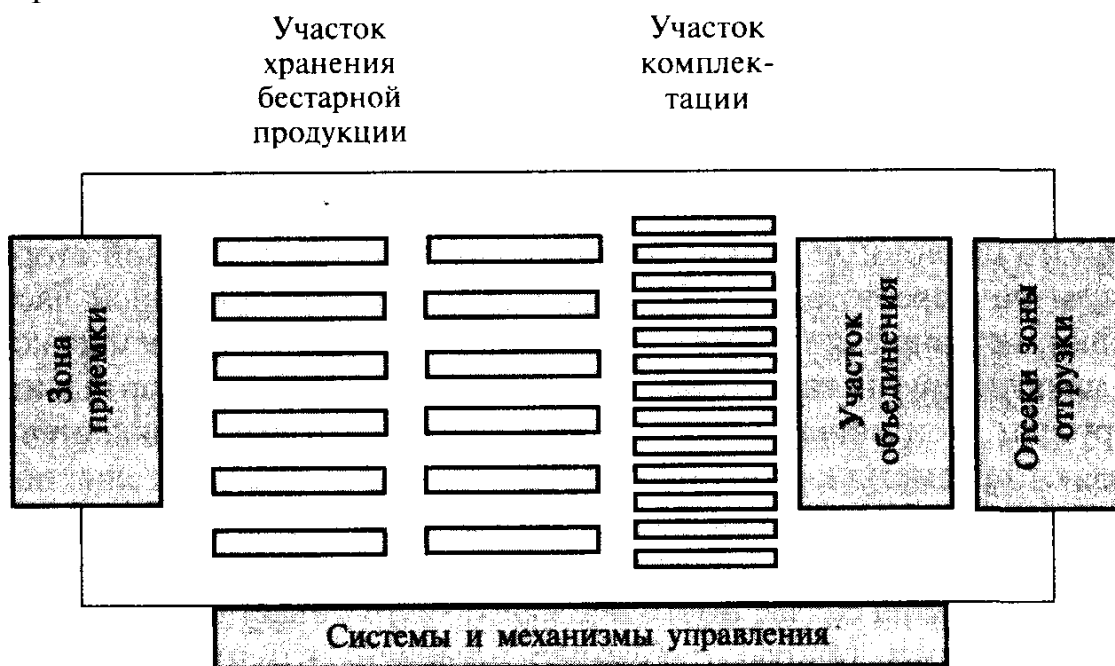 Участок
хранения
бестарной
продукции
Участок
комплек-
тации
Зона
приемки
Участок
объединения
Отсеки зоны
отгрузки
Системы и механизмы управления